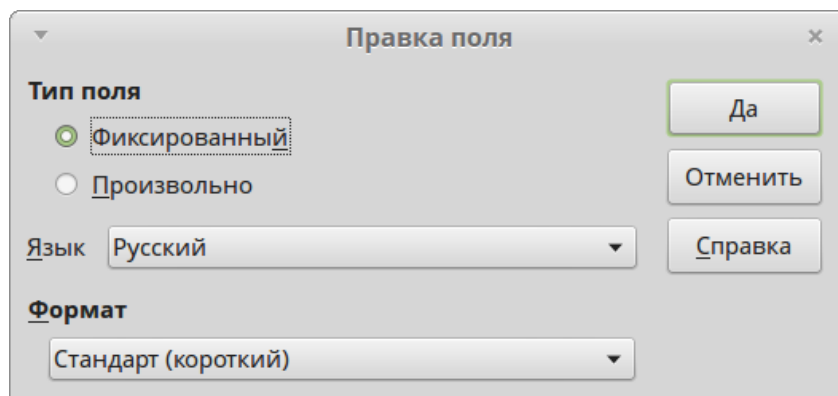 Правка поля
Тип поля
Фиксированный
Произвольно
Язык Русский
Формат
Стандарт (короткий)
Да
Отменить
Справка